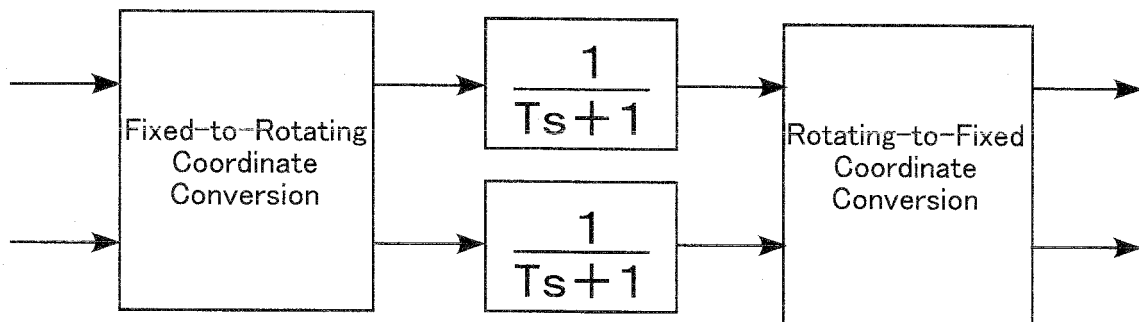 Fixed-to-Rotating
Coordinate
Conversion
1
Ts+1
1
Ts+1
Rotating-to-Fixed
Coordinate
Conversion